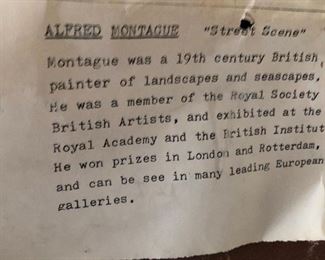 ALFRED MONTAGUE "Street Scene"
Montague was a 19th century British
painter of landscapes and seascapes.
He was a member of the Royal Society
British Artists, and exhibited at the
Royal Academy and the British Institut
He won prizes in London and Rotterdam,
and can be see in many leading European
galleries.